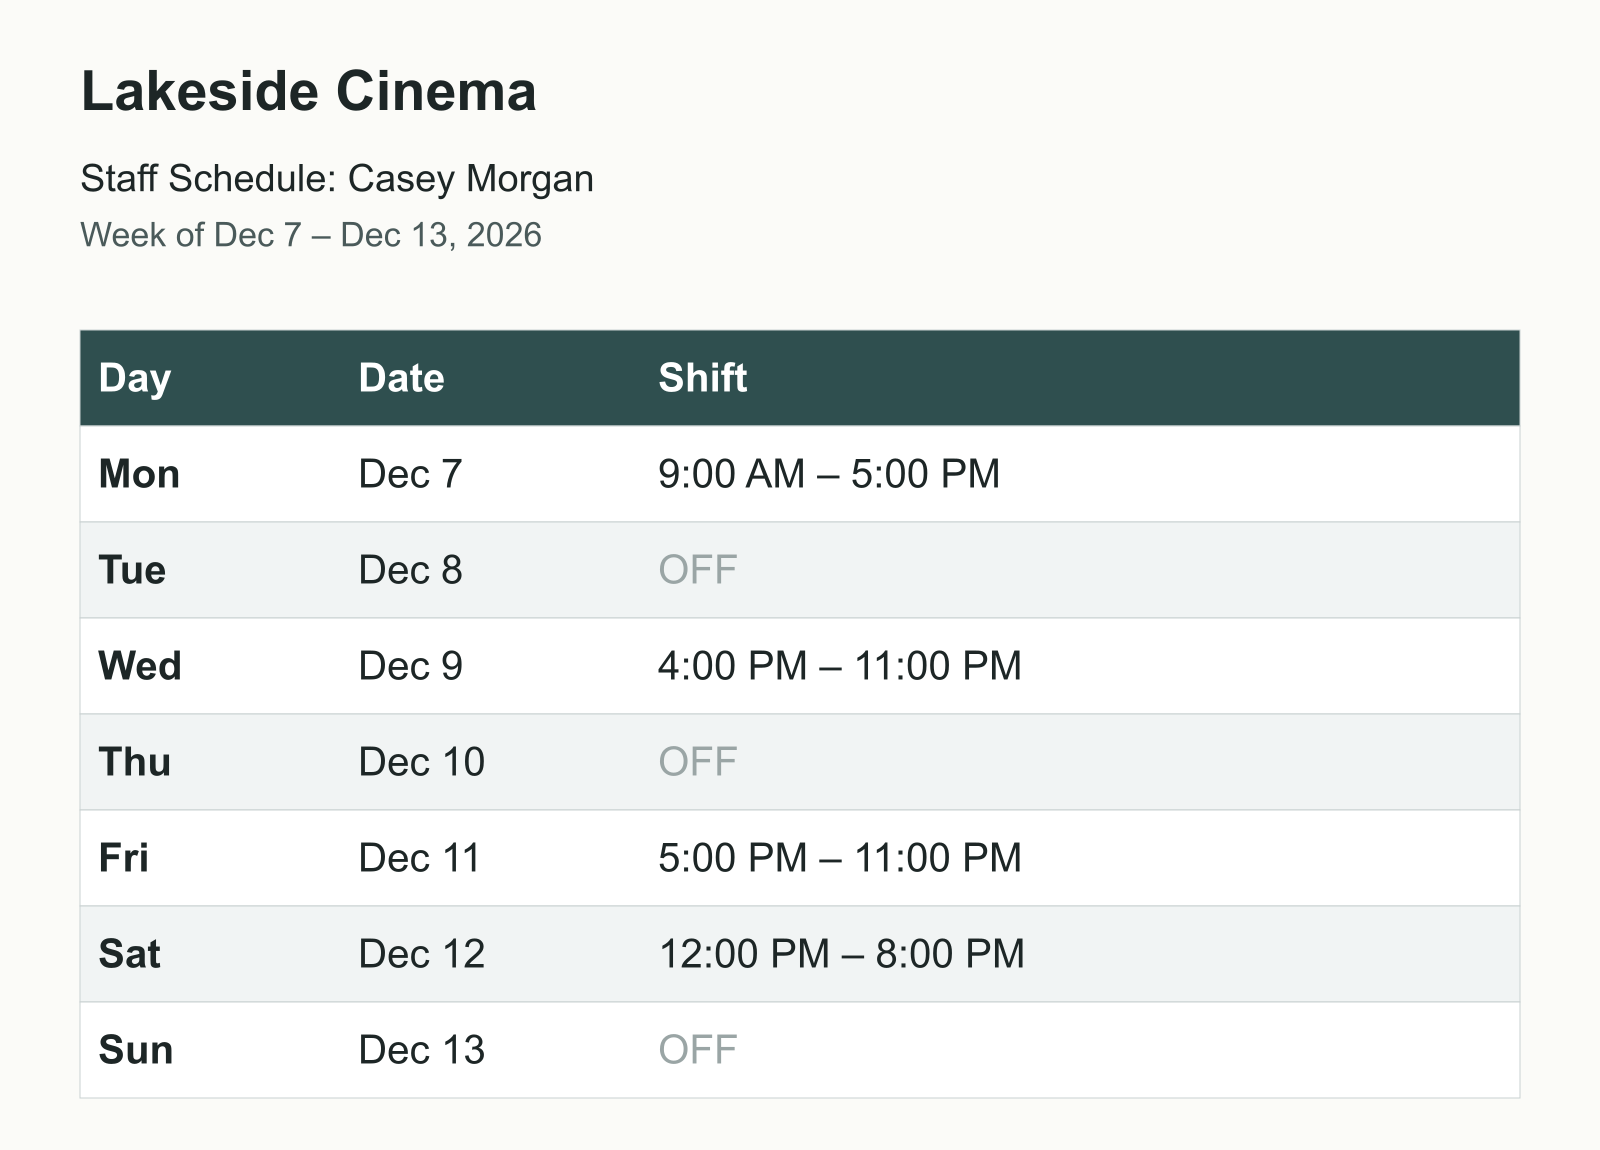 Lakeside Cinema
Staff Schedule: Casey Morgan
Week of Dec 7 – Dec 13, 2026
Day Date Shift
Mon Dec 7 9:00 AM – 5:00 PM
Tue Dec 8 OFF
Wed Dec 9 4:00 PM – 11:00 PM
Thu Dec 10 OFF
Fri Dec 11 5:00 PM – 11:00 PM
Sat Dec 12 12:00 PM – 8:00 PM
Sun Dec 13 OFF